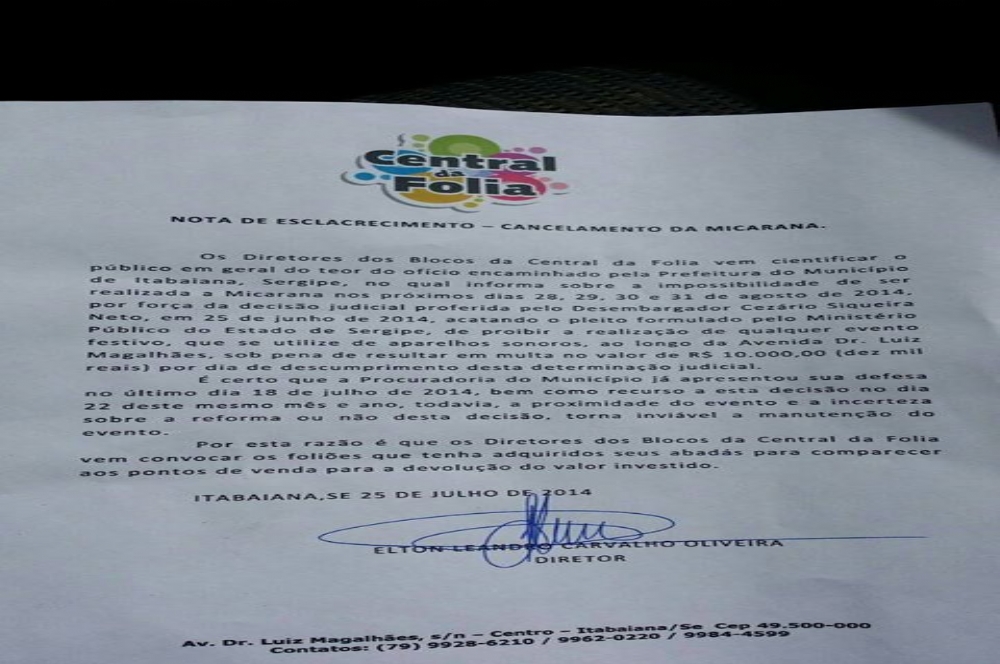 Central
da
Folia
NOTA DE ESCLACRECIMENTO – CANCELAMENTO DA MICARANA.
Os Diretores dos Blocos da Central da Folia vem cientificar o
público em geral do teor do ofício encaminhado pela Prefeitura do Município
de Itabaiana, Sergipe, no qual informa sobre a impossibilidade de ser
realizada a Micarana nos próximos dias 28, 29, 30 e 31 de agosto de 2014,
por força da decisão judicial proferida pelo Desembargador Cezário Siqueira
Neto, em 25 de junho de 2014, acatando o pleito formulado pelo Ministério
Público do Estado de Sergipe, de proibir a realização de qualquer evento
festivo, que se utilize de aparelhos sonoros, ao longo da Avenida Dr. Luiz
Magalhães, sob pena de resultar em multa no valor de R$ 10.000,00 (dez mil
reais) por dia de descumprimento desta determinação judicial.
É certo que a Procuradoria do Município já apresentou sua defesa
no último dia 18 de julho de 2014, bem como recurso a esta decisão no dia
22 deste mesmo mês e ano, todavia, a proximidade do evento e a incerteza
sobre a reforma ou não desta decisão, torna inviável a manutenção do
evento.
Por esta razão é que os Diretores dos Blocos da Central da Folia
vem convocar os foliões que tenha adquiridos seus abadás para comparecer
aos pontos de venda para a devolução do valor investido.
ITABAIANA,SE 25 DE JULHO DE 2014
ELTON LEANDRO CARVALHO OLIVEIRA
DIRETOR
Av. Dr. Luiz Magalhães, s/n – Centro – Itabaiana/Se Cep 49.500-000
Contatos: (79) 9928-6210 / 9962-0220 / 9984-4599